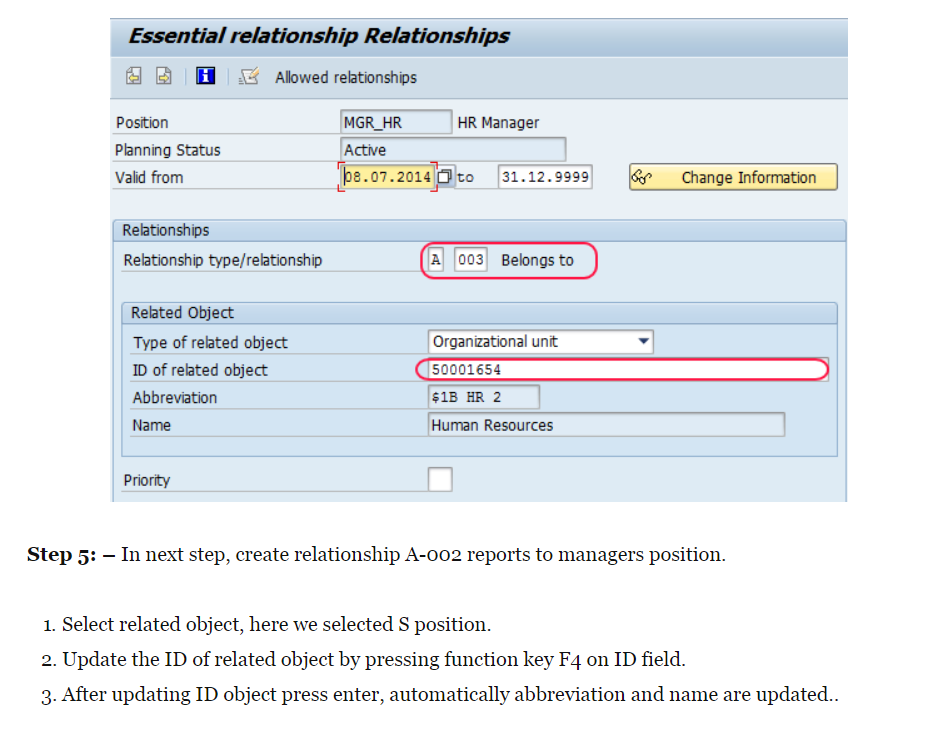 Essential relationship Relationships
Allowed relationships
Position MGR_HR HR Manager
Planning Status Active
Valid from 08.07.2014 to 31.12.9999 Change Information
Relationships
Relationship type/relationship A 003 Belongs to
Related Object
Type of related object Organizational unit
ID of related object 50001654
Abbreviation $1B HR 2
Name Human Resources
Priority
Step 5: – In next step, create relationship A-002 reports to managers position.
1. Select related object, here we selected S position.
2. Update the ID of related object by pressing function key F4 on ID field.
3. After updating ID object press enter, automatically abbreviation and name are updated..